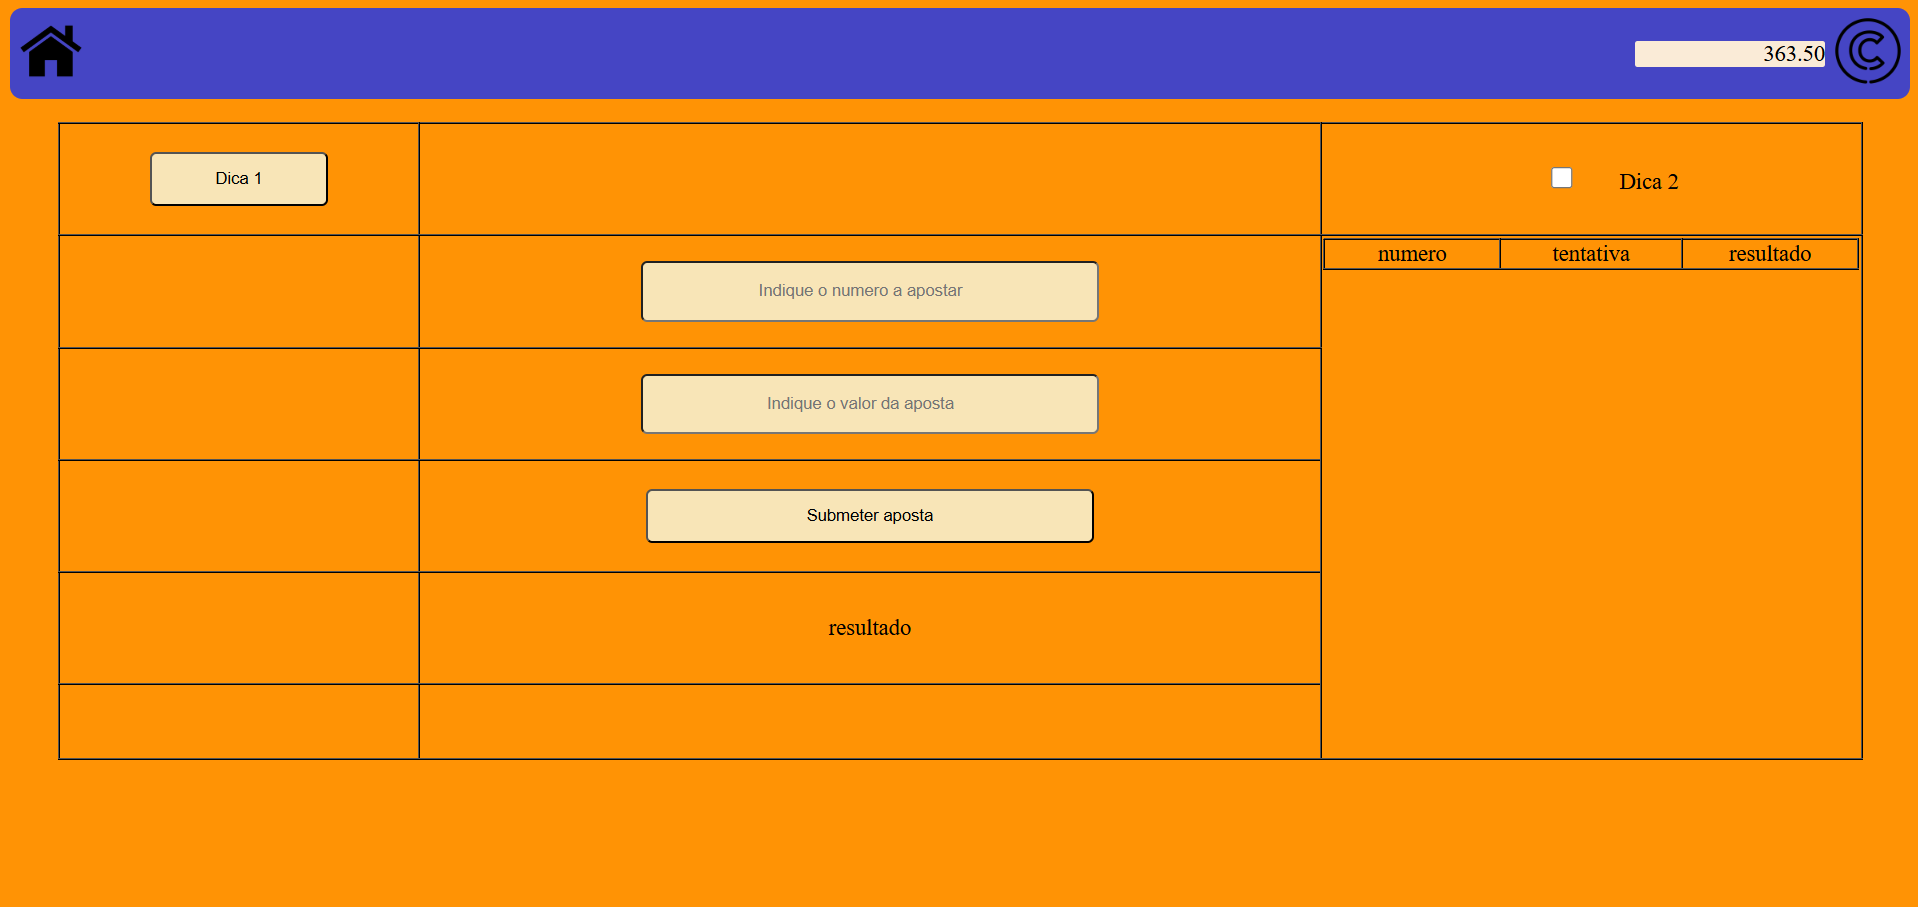 363.50
Dica 1
Dica 2
Indique o numero a apostar
numero tentativa resultado
Indique o valor da aposta
Submeter aposta
resultado